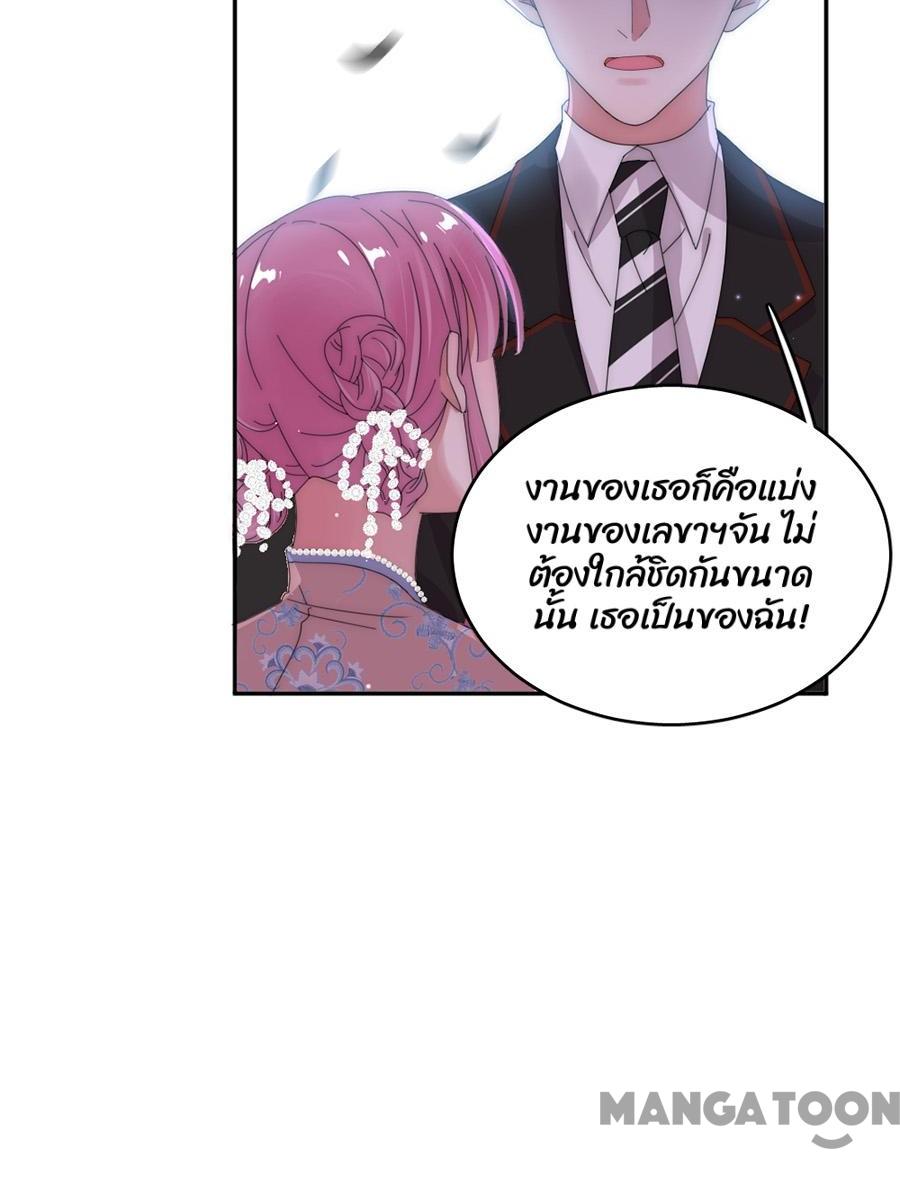 งานของเธอก็คือแบ่ง
งานของเลขาฯจัน ไม่
ต้องใกล้ชิดกันขนาด
นั้น เธอเป็นของฉัน!
MANGATOON